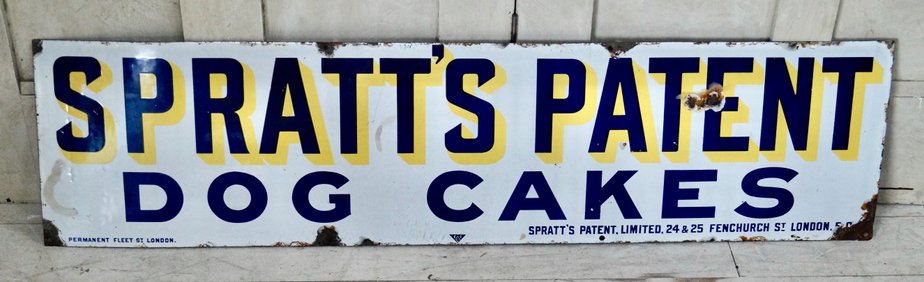 SPRATT'S PATENT
DOG CAKES
PERMANENT FLEET ST. LONDON.
SPRATT'S PATENT, LIMITED, 24 & 25 FENCHURCH ST. LONDON, E.C.